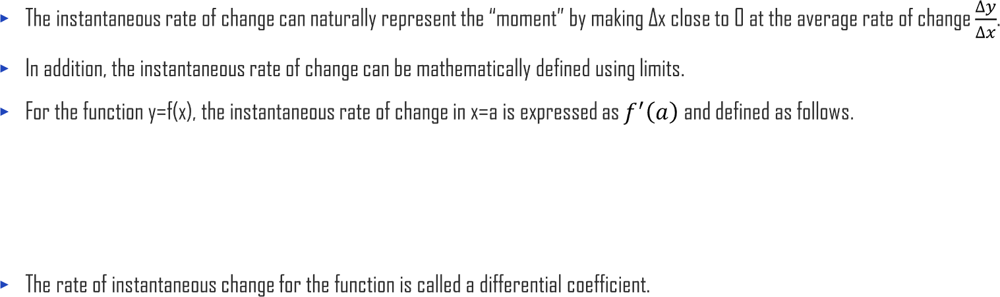 ▸ The instantaneous rate of change can naturally represent the “moment” by making Δx close to 0 at the average rate of change Δy/Δx.
▸ In addition, the instantaneous rate of change can be mathematically defined using limits.
▸ For the function y=f(x), the instantaneous rate of change in x=a is expressed as f′(a) and defined as follows.
▸ The rate of instantaneous change for the function is called a differential coefficient.